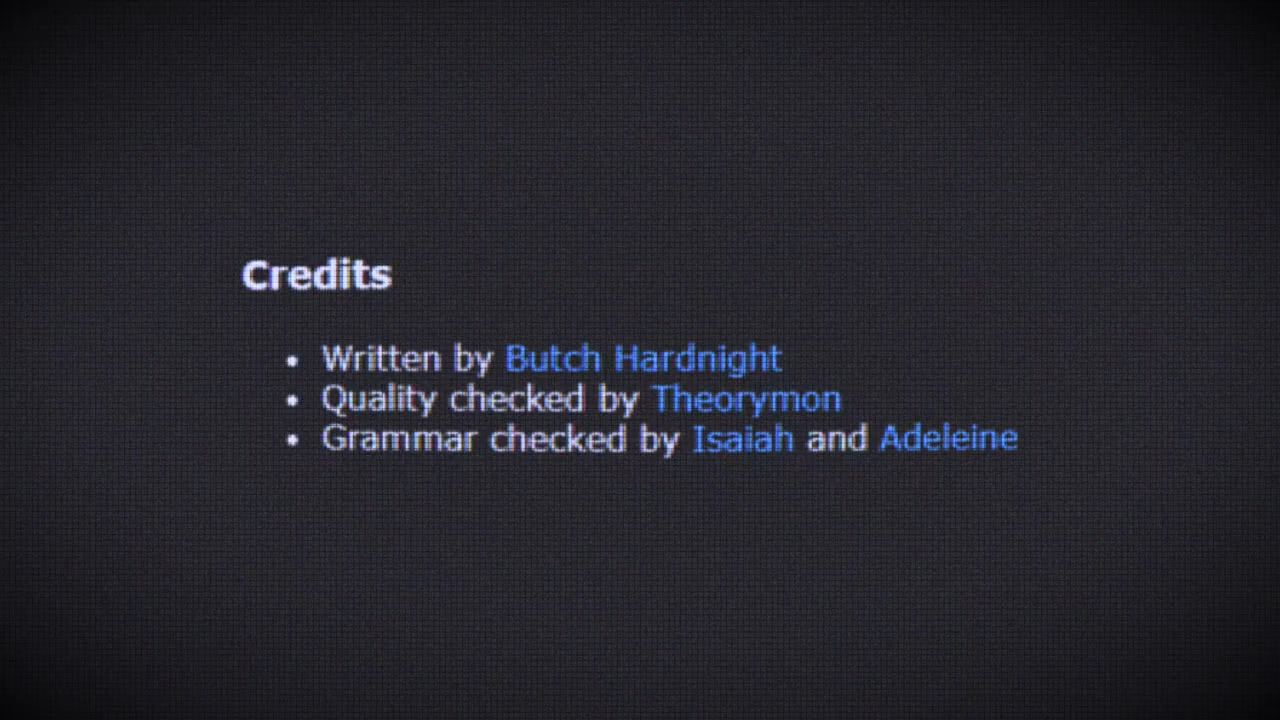 Credits
• Written by Butch Hardnight
• Quality checked by Theorymon
• Grammar checked by Isaiah and Adeleine